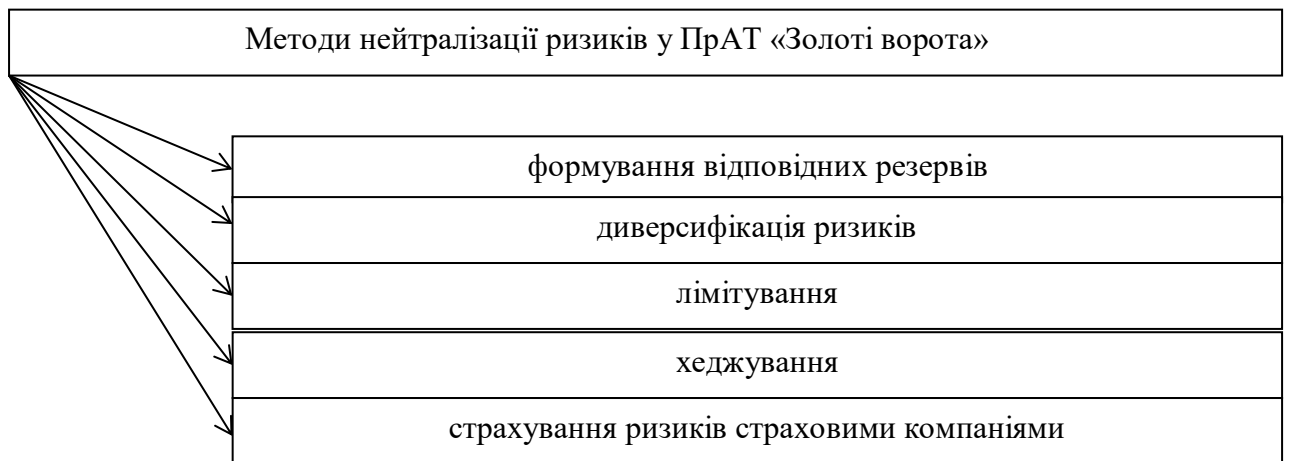 Методи нейтралізації ризиків у ПрАТ «Золоті ворота»
формування відповідних резервів
диверсифікація ризиків
лімітування
хеджування
страхування ризиків страховими компаніями